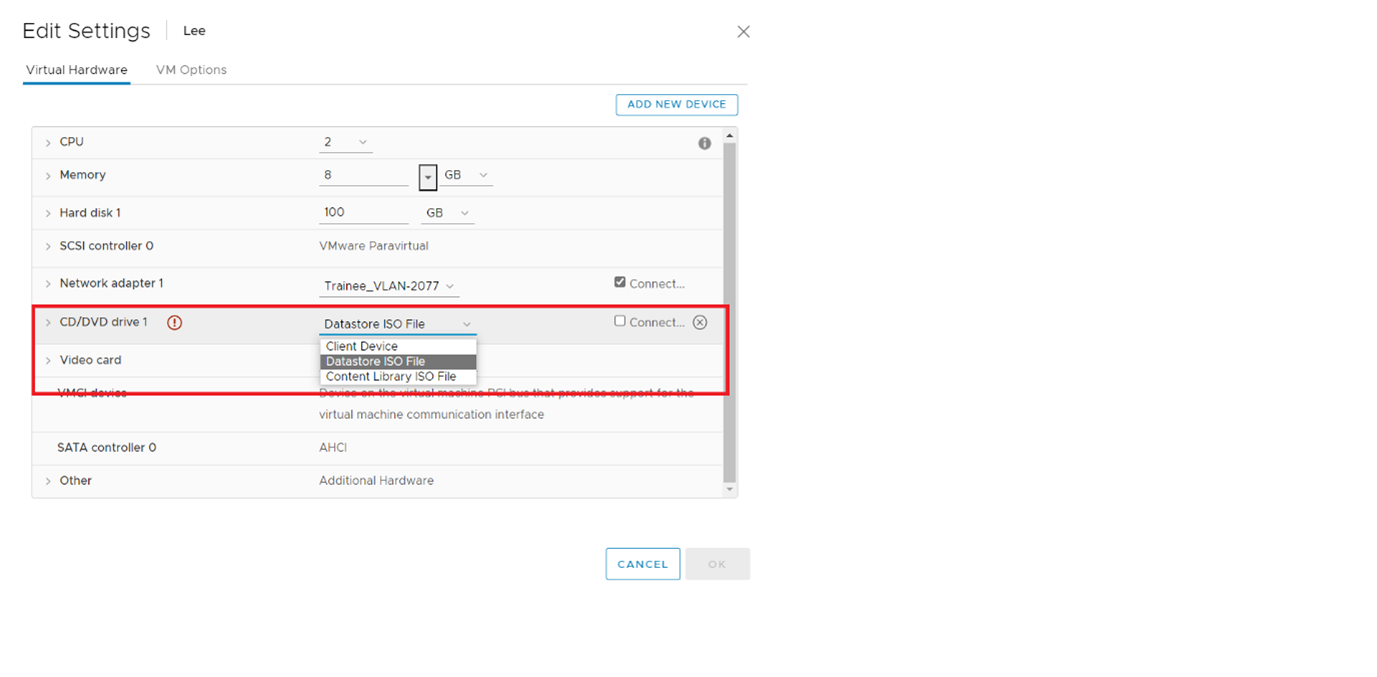 Edit Settings Lee
Virtual Hardware VM Options
ADD NEW DEVICE
CPU 2
Memory 8 GB
Hard disk 1 100 GB
SCSI controller 0 VMware Paravirtual
Network adapter 1 Trainee_VLAN-2077 Connect...
CD/DVD drive 1 Datastore ISO File Connect...
Client Device
Video card Datastore ISO File
Content Library ISO File
VMCI device Device on the virtual machine PCI bus that provides support for the
virtual machine communication interface
SATA controller 0 AHCI
Other Additional Hardware
CANCEL OK